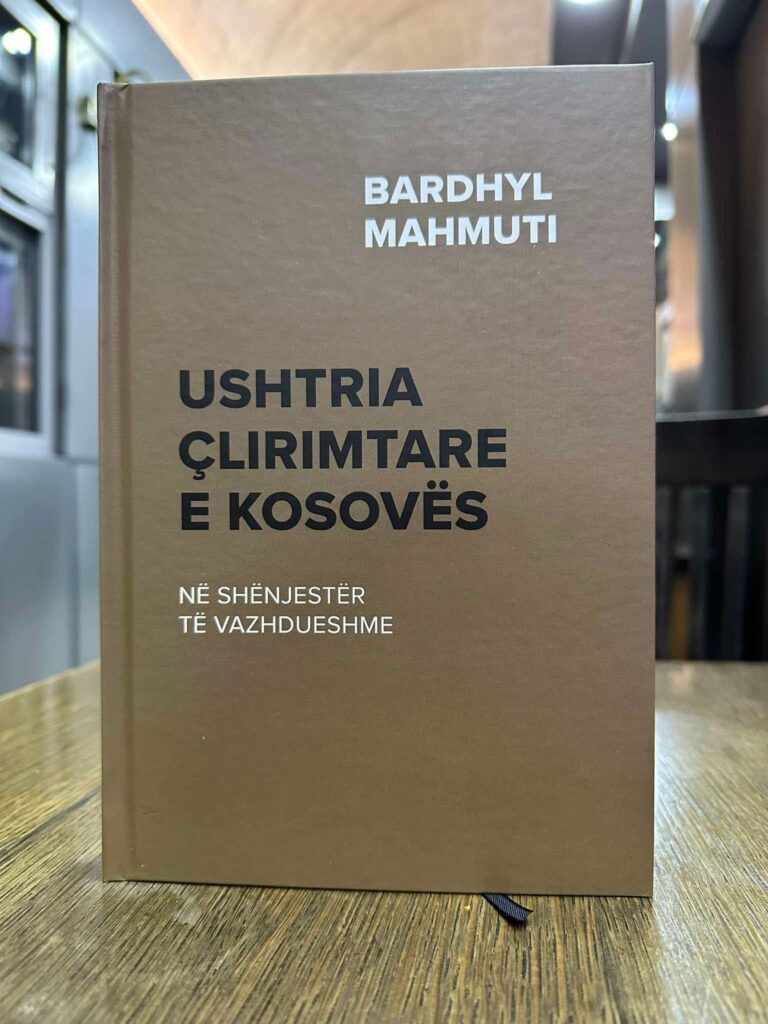 BARDHYL
MAHMUTI
USHTRIA
ÇLIRIMTARE
E KOSOVËS
NË SHËNJESTËR
TË VAZHDUESHME